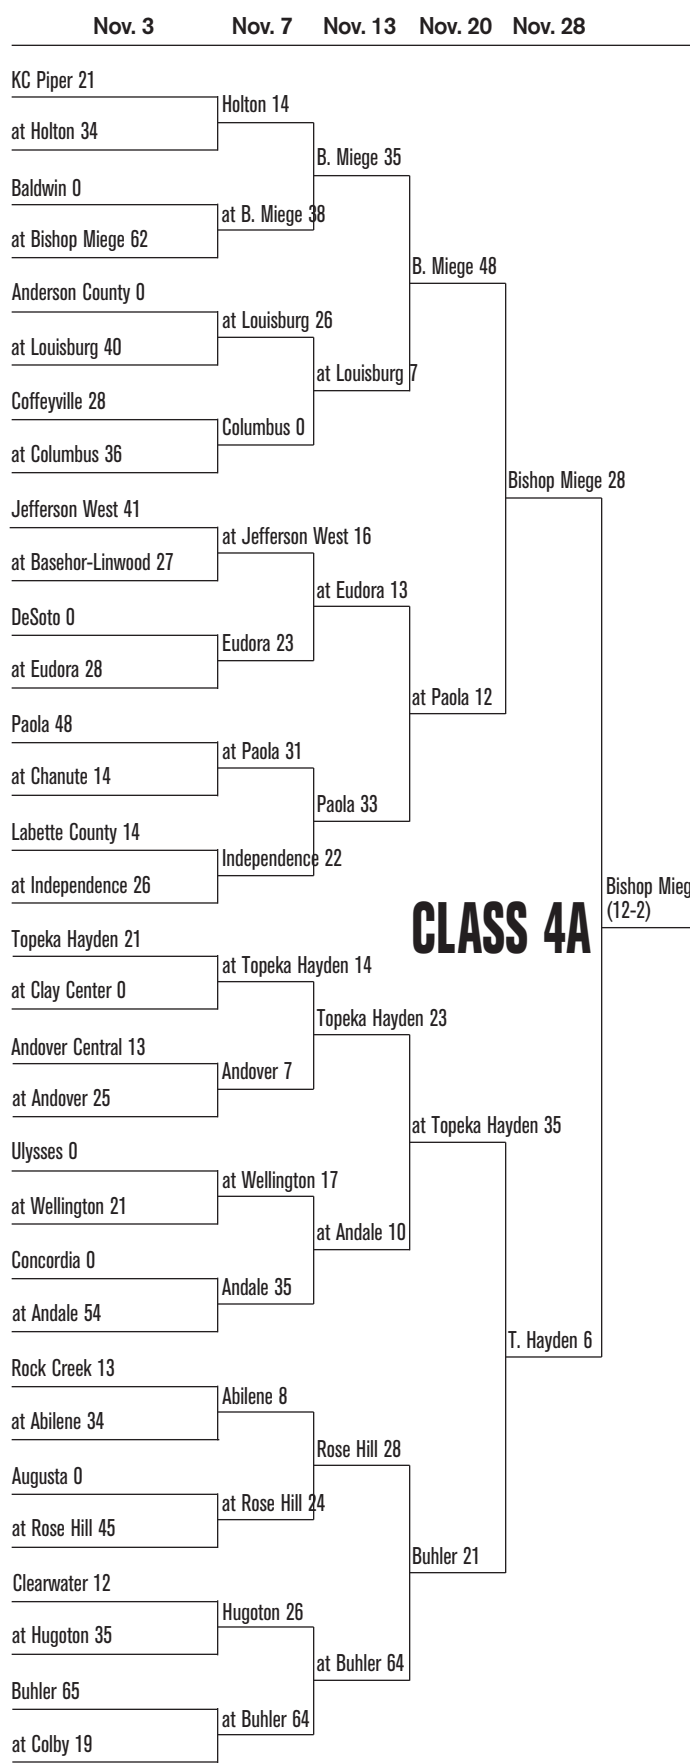 Nov. 3 Nov. 7 Nov. 13 Nov. 20 Nov. 28
KC Piper 21
at Holton 34
Baldwin 0
at Bishop Miege 62
Anderson County 0
at Louisburg 40
Coffeyville 28
at Columbus 36
Jefferson West 41
at Basehor-Linwood 27
DeSoto 0
at Eudora 28
Paola 48
at Chanute 14
Labette County 14
at Independence 26
Topeka Hayden 21
at Clay Center 0
Andover Central 13
at Andover 25
Ulysses 0
at Wellington 21
Concordia 0
at Andale 54
Rock Creek 13
at Abilene 34
Augusta 0
at Rose Hill 45
Clearwater 12
at Hugoton 35
Buhler 65
at Colby 19
Holton 14
at B. Miege 38
at Louisburg 26
Columbus 0
at Jefferson West 16
Eudora 23
at Paola 31
Independence 22
at Topeka Hayden 14
Andover 7
at Wellington 17
Andale 35
Abilene 8
at Rose Hill 24
Hugoton 26
at Buhler 64
B. Miege 35
at Louisburg 7
at Eudora 13
Paola 33
Topeka Hayden 23
at Andale 10
Rose Hill 28
at Buhler 64
B. Miege 48
at Paola 12
at Topeka Hayden 35
Buhler 21
Bishop Miege 28
T. Hayden 6
CLASS 4A
Bishop Mieg
(12-2)